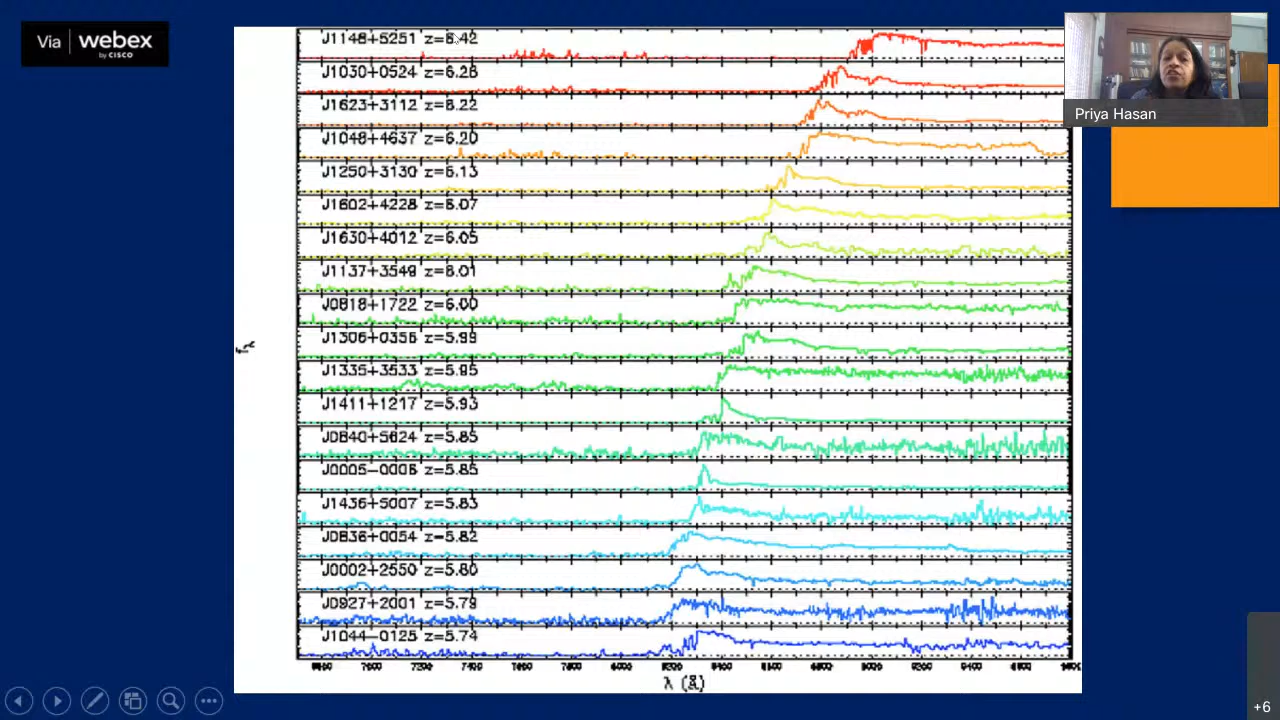 Via webex
by CISCO
J1148+5251 z=6.42
J1030+0524 z=6.28
J1623+3112 z=6.22
J1048+4637 z=6.20
J1250+3130 z=6.13
J1602+4228 z=6.07
J1630+4012 z=6.05
J1137+3549 z=6.01
J0818+1722 z=6.00
J1306+0356 z=5.99
J1335+3533 z=5.95
J1411+1217 z=5.93
J0840+5624 z=5.85
J0005-0006 z=5.85
J1436+5007 z=5.83
J0836+0054 z=5.82
J0002+2550 z=5.80
J0927+2001 z=5.79
J1044-0125 z=5.74
λ (Å)
Priya Hasan
+6